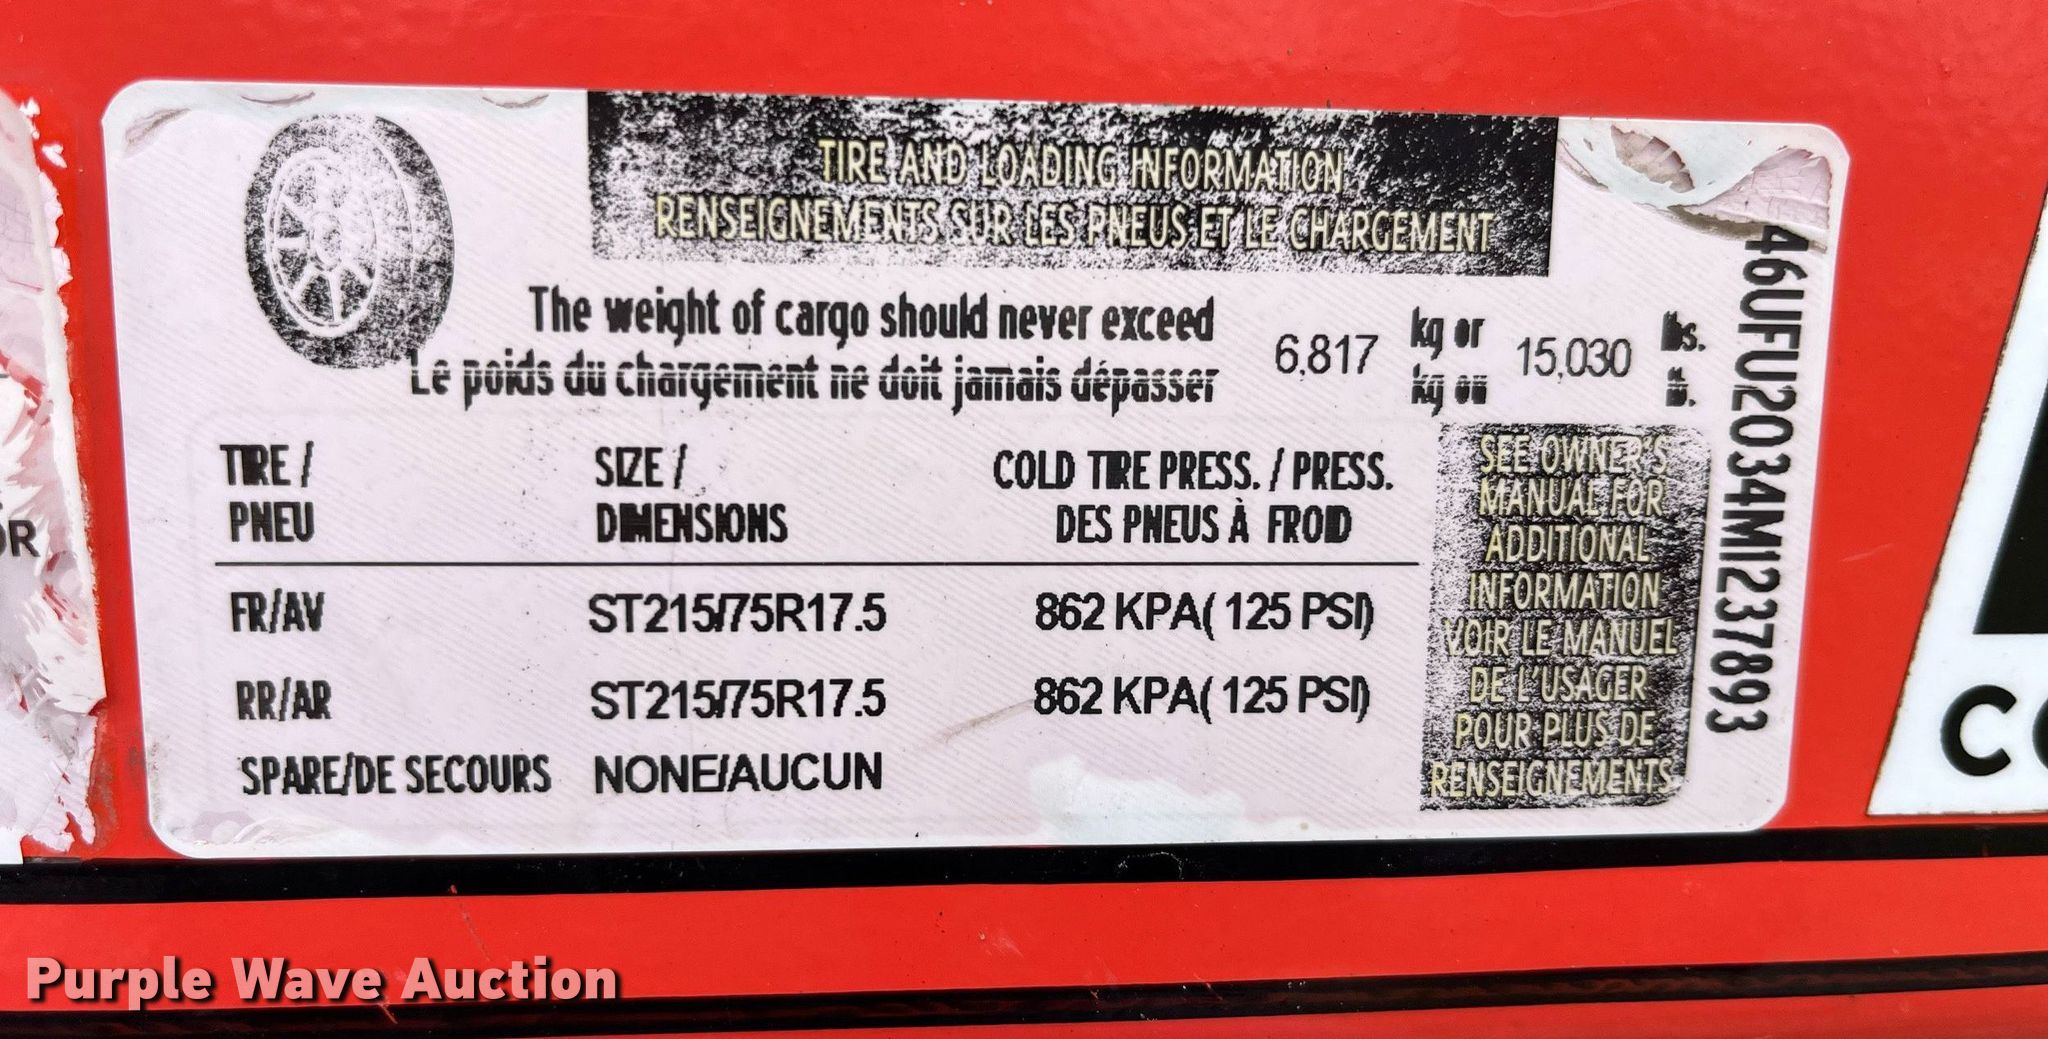 TIRE AND LOADING INFORMATION
RENSEIGNEMENTS SUR LES PNEUS ET LE CHARGEMENT
The weight of cargo should never exceed 6,817 kg or 15,030 lbs.
Le poids du chargement ne doit jamais dépasser kg ou lb.
TIRE / SIZE / COLD TIRE PRESS. / PRESS.
PNEU DIMENSIONS DES PNEUS À FROID
FR/AV ST215/75R17.5 862 KPA( 125 PSI)
RR/AR ST215/75R17.5 862 KPA( 125 PSI)
SPARE/DE SECOURS NONE/AUCUN
SEE OWNER'S
MANUAL FOR
ADDITIONAL
INFORMATION
VOIR LE MANUEL
DE L'USAGER
POUR PLUS DE
RENSEIGNEMENTS
46UFU2034M1237893
Purple Wave Auction